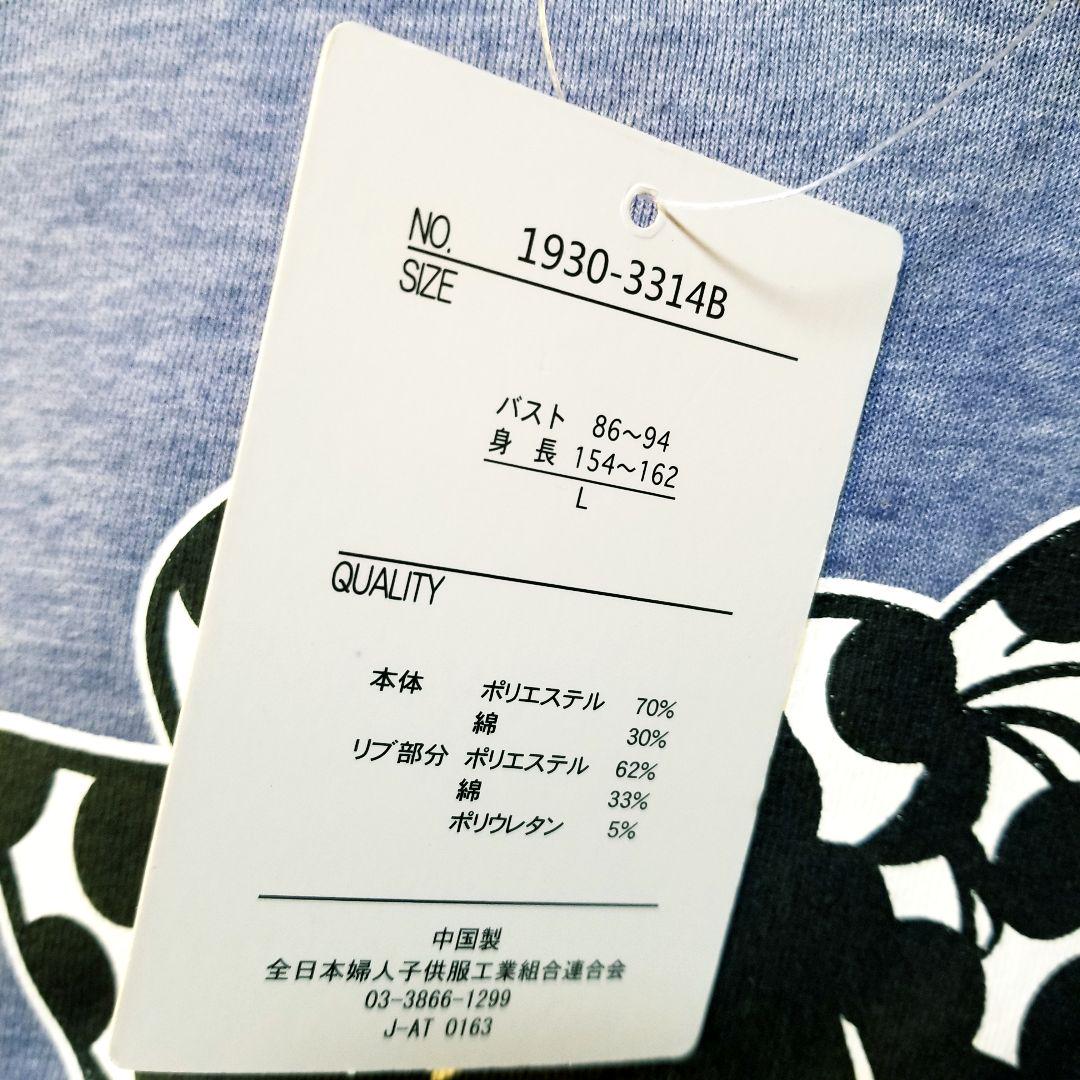 NO. 1930-3314B
SIZE
バスト 86～94
身 長 154～162
L
QUALITY
本体 ポリエステル 70%
綿 30%
リブ部分 ポリエステル 62%
綿 33%
ポリウレタン 5%
中国製
全日本婦人子供服工業組合連合会
03-3866-1299
J-AT 0163